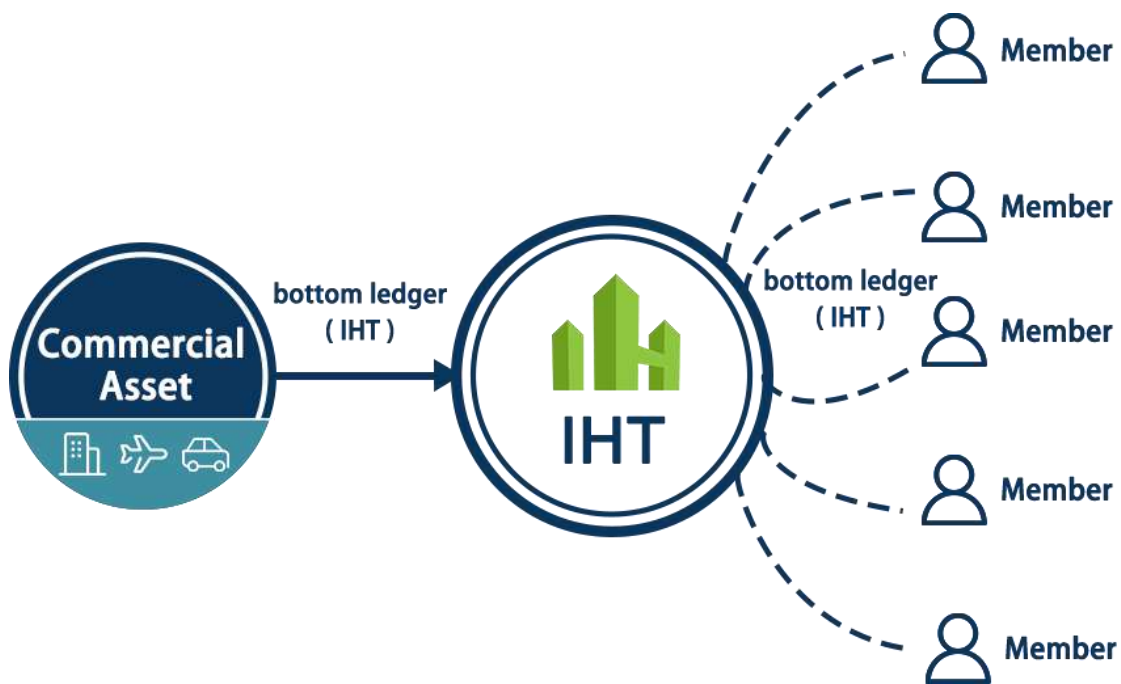 Commercial
Asset
bottom ledger
( IHT )
IHT
bottom ledger
( IHT )
Member
Member
Member
Member
Member